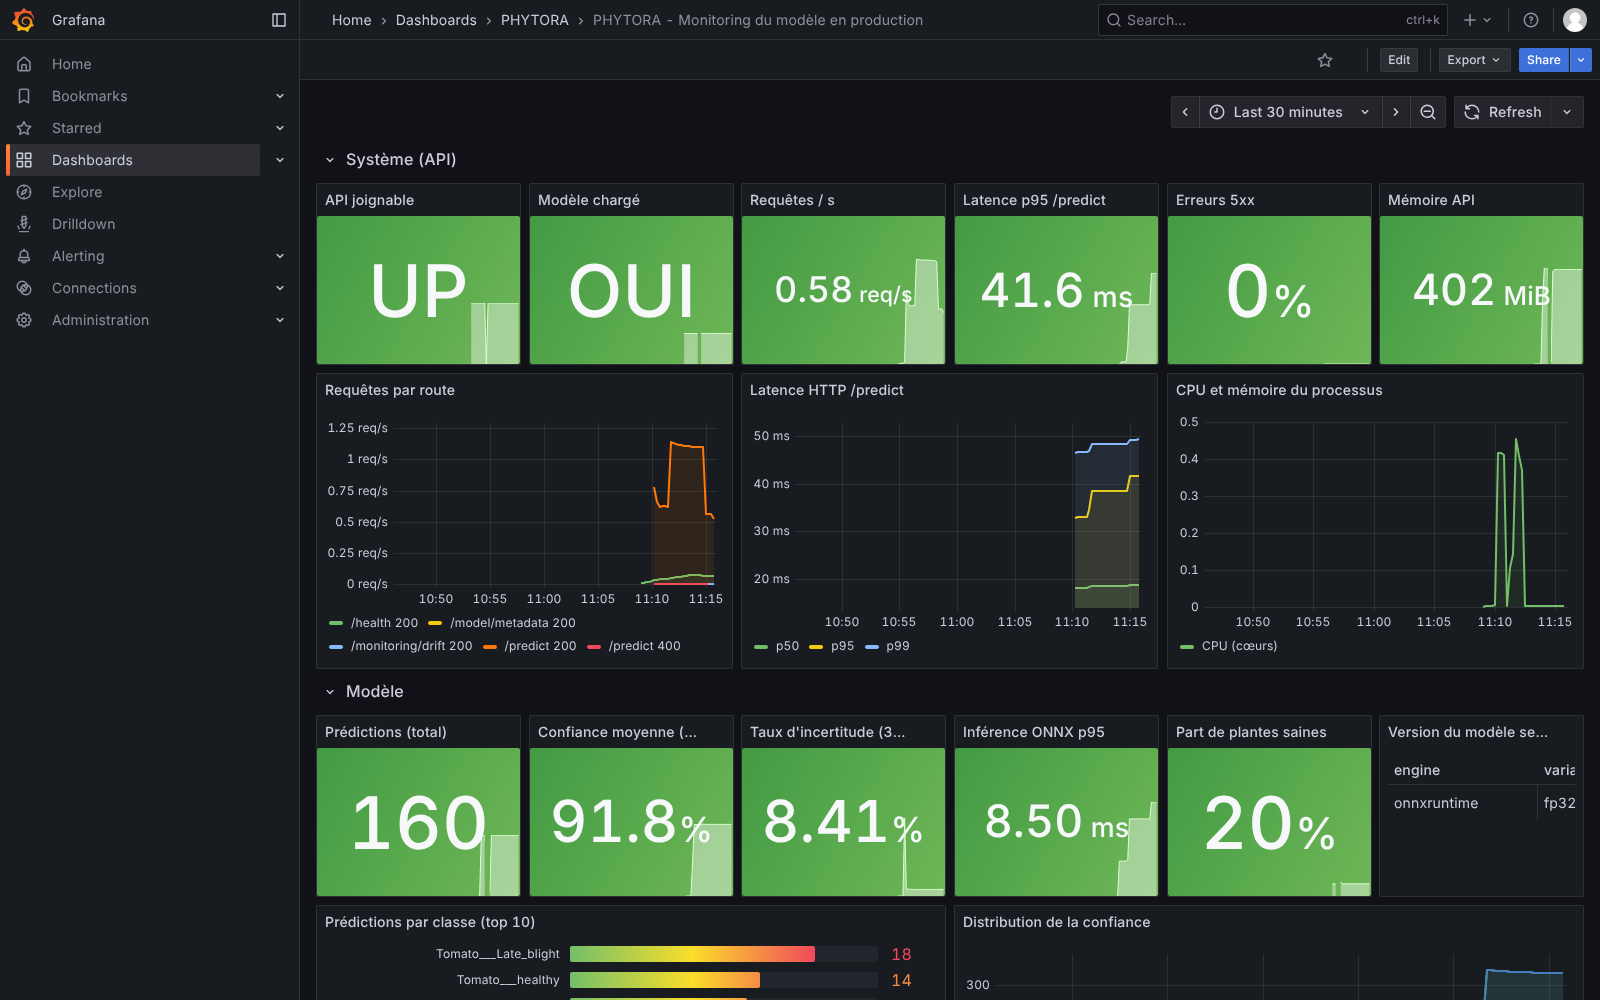 Grafana
Home › Dashboards › PHYTORA › PHYTORA - Monitoring du modèle en production
Search... ctrl+k
Home
Bookmarks
Starred
Dashboards
Explore
Drilldown
Alerting
Connections
Administration
Edit
Export
Share
Last 30 minutes
Refresh
Système (API)
API joignable
UP
Modèle chargé
OUI
Requêtes / s
0.58 req/s
Latence p95 /predict
41.6 ms
Erreurs 5xx
0%
Mémoire API
402 MiB
Requêtes par route
1.25 req/s
1 req/s
0.75 req/s
0.5 req/s
0.25 req/s
0 req/s
10:50 10:55 11:00 11:05 11:10 11:15
/health 200 /model/metadata 200
/monitoring/drift 200 /predict 200 /predict 400
Latence HTTP /predict
50 ms
40 ms
30 ms
20 ms
10:50 10:55 11:00 11:05 11:10 11:15
p50 p95 p99
CPU et mémoire du processus
0.5
0.4
0.3
0.2
0.1
0
10:50 10:55 11:00 11:05 11:10 11:15
CPU (cœurs)
Modèle
Prédictions (total)
160
Confiance moyenne (...
91.8%
Taux d'incertitude (3...
8.41%
Inférence ONNX p95
8.50 ms
Part de plantes saines
20%
Version du modèle se...
engine varia
onnxruntime fp32
Prédictions par classe (top 10)
Tomato___Late_blight 18
Tomato___healthy 14
Distribution de la confiance
300